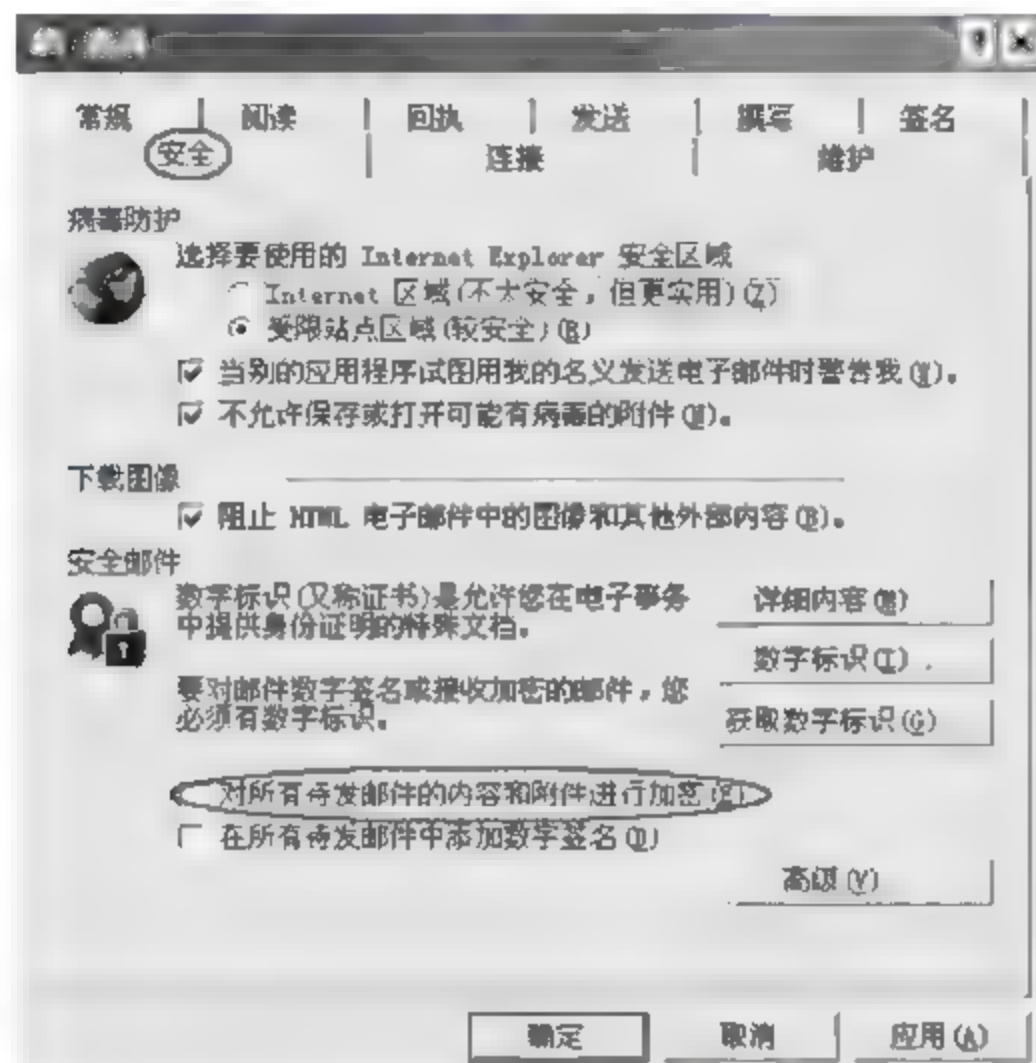 常规 阅读 回执 发送 撰写 签名
安全 连接 维护
病毒防护
选择要使用的 Internet Explorer 安全区域
Internet 区域(不太安全，但更实用)(Z)
受限站点区域(较安全)(R)
当别的应用程序试图用我的名义发送电子邮件时警告我(W)。
不允许保存或打开可能有病毒的附件(N)。
下载图像
阻止 HTML 电子邮件中的图像和其他外部内容(B)。
安全邮件
数字标识(又称证书)是允许您在电子事务
中提供身份证明的特殊文档。
详细内容(M)
数字标识(I).
要对邮件数字签名或接收加密的邮件，您
必须有数字标识。
获取数字标识(G)
对所有待发邮件的内容和附件进行加密(E)
在所有待发邮件中添加数字签名(D)
高级(V)
确定 取消 应用(A)